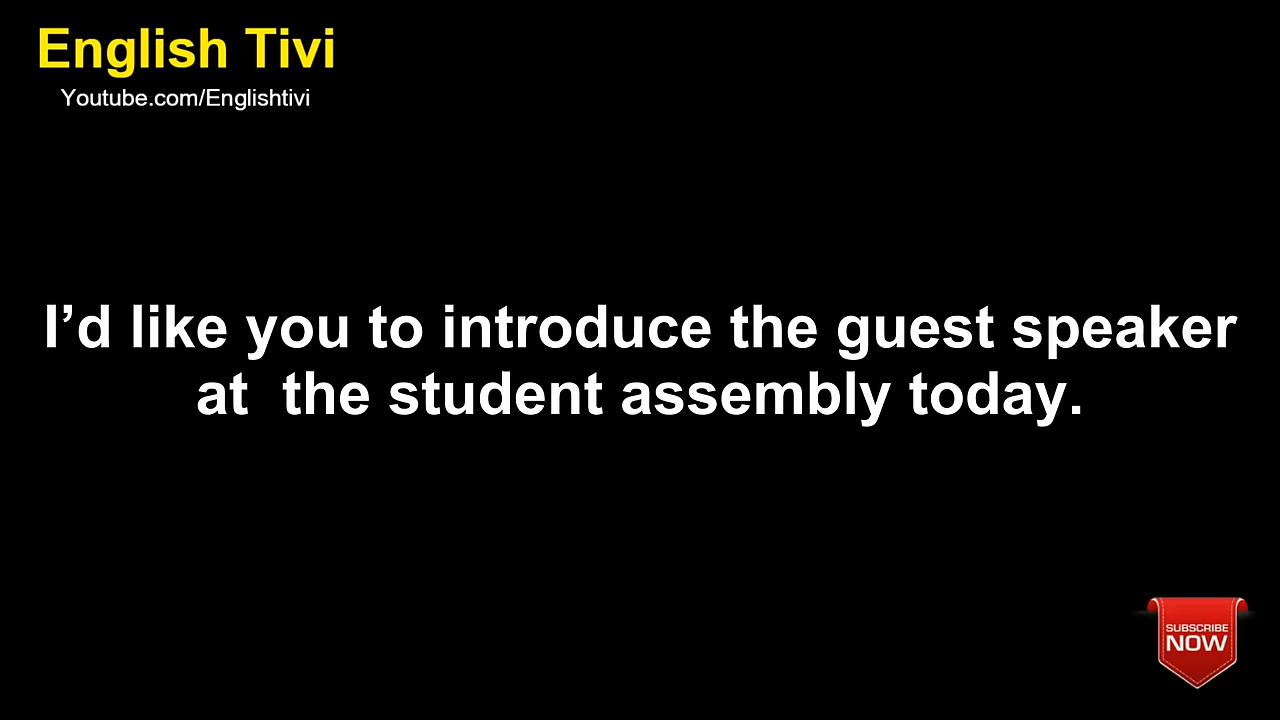 English Tivi
Youtube.com/Englishtivi
I’d like you to introduce the guest speaker
at  the student assembly today.
SUBSCRIBE
NOW